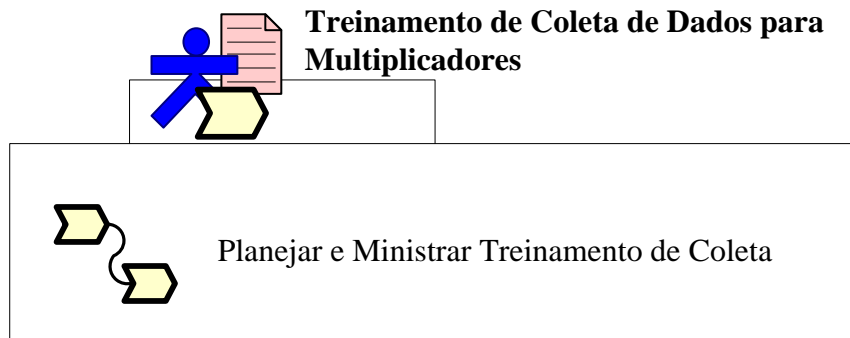 Treinamento de Coleta de Dados para
Multiplicadores
Planejar e Ministrar Treinamento de Coleta